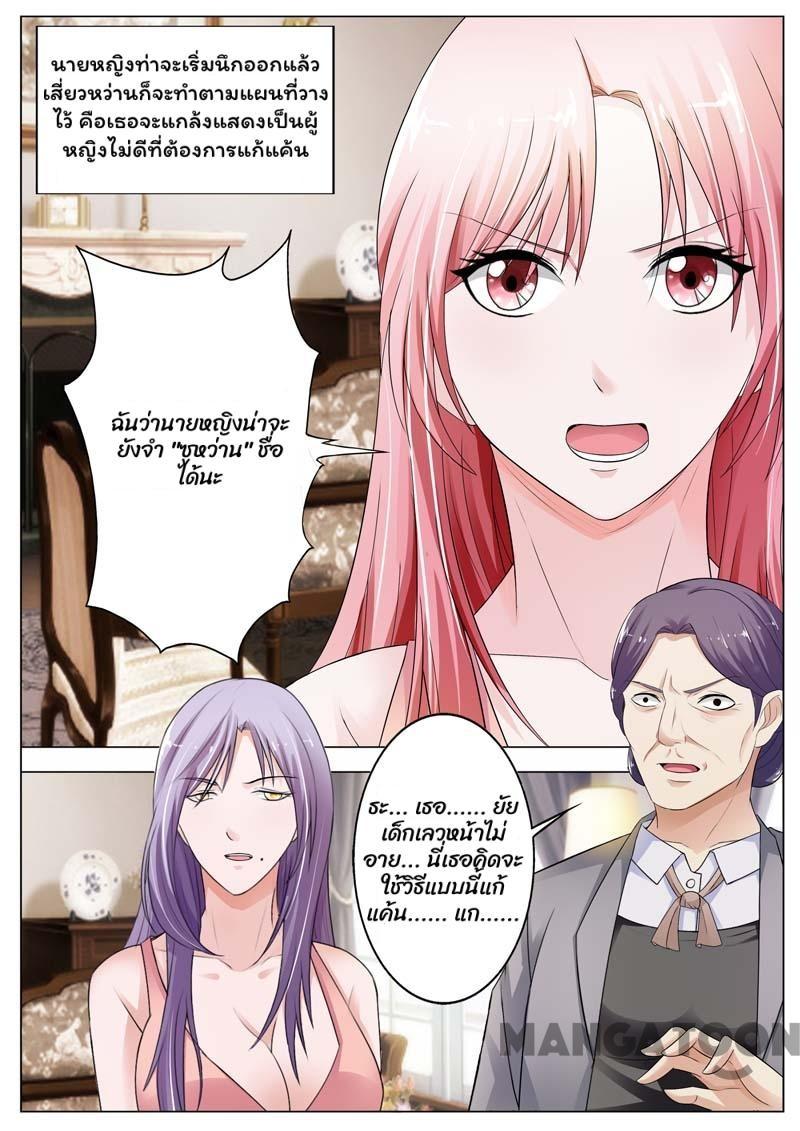 นายหญิงท่าจะเริ่มนึกออกแล้ว
เสี่ยวหว่านก็จะทำตามแผนที่วาง
ไว้ คือเธอจะแกล้งแสดงเป็นผู้
หญิงไม่ดีที่ต้องการแก้แค้น
ฉันว่านายหญิงน่าจะ
ยังจำ "ซูหว่าน" ชื่อ
ได้นะ
ธะ... เธอ...... ยัย
เด็กเลวหน้าไม่
อาย... นี่เธอคิดจะ
ใช้วิธีแบบนี้แก้
แค้น...... แก......
MANGATOON